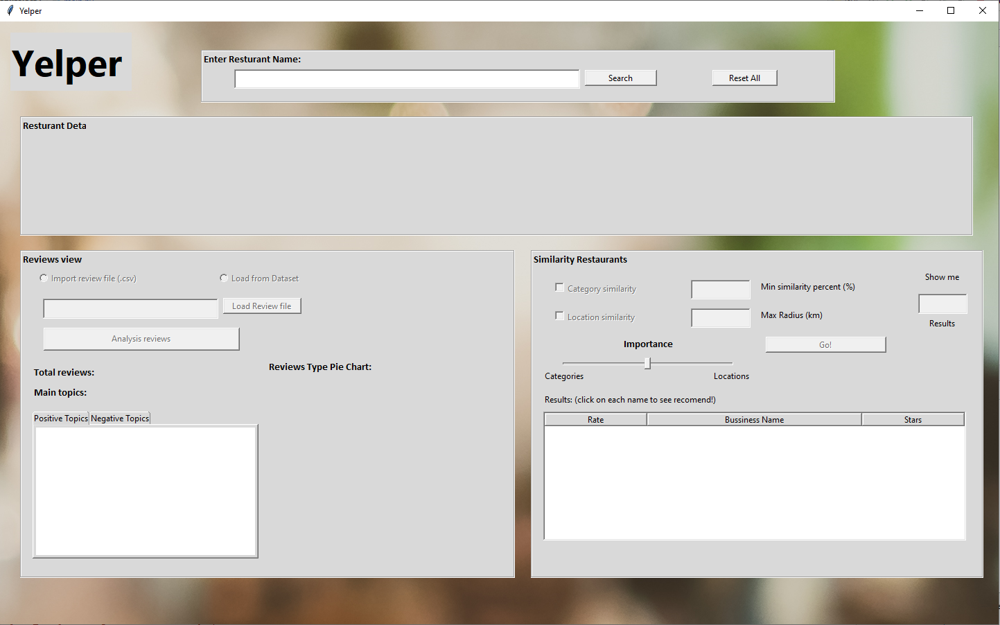 Yelper
Yelper
Enter Resturant Name:
Search
Reset All
Resturant Deta
Reviews view
Import review file (.csv)
Load from Dataset
Load Review file
Analysis reviews
Total reviews:
Reviews Type Pie Chart:
Main topics:
Positive Topics
Negative Topics
Similarity Restaurants
Category similarity
Min similarity percent (%)
Show me
Location similarity
Max Radius (km)
Results
Importance
Go!
Categories
Locations
Results: (click on each name to see recomend!)
Rate
Bussiness Name
Stars